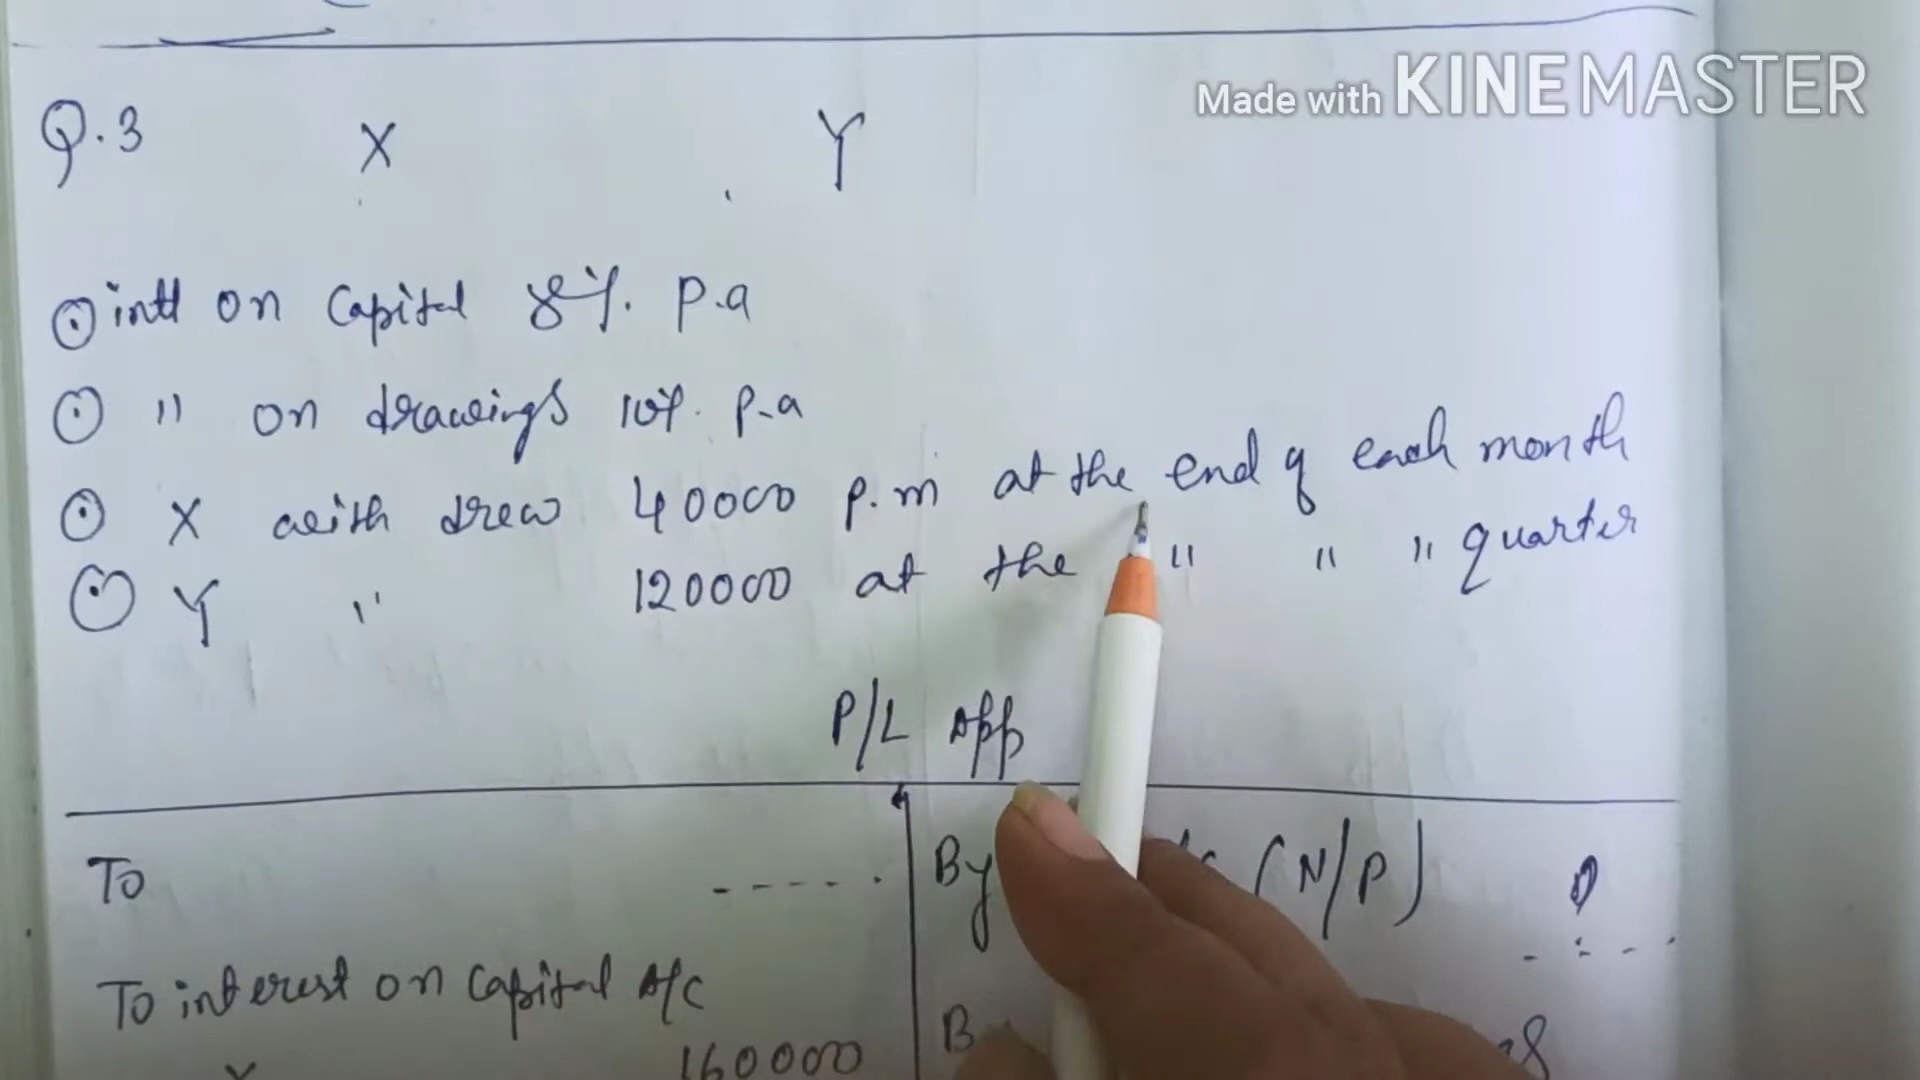 Made with KINEMASTER
Q.3 X Y
⊙ intt on Capital 8%. P.a
⊙ " on drawings 10%. p.a
⊙ X with drew 40000 p.m at the end of each month
⊙ Y " 120000 at the " " " quarter
P/L App
To ------. By (N/P)
To interest on Capital A/c
160000